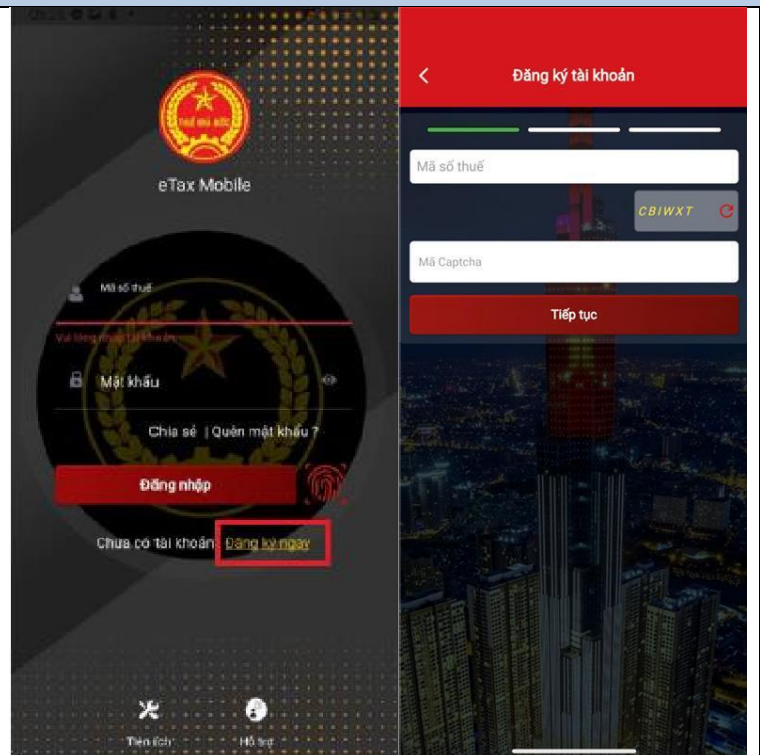 eTax Mobile
Mã số thuế
Mật khẩu
Chia sẻ | Quên mật khẩu ?
Đăng nhập
Chưa có tài khoản? Đăng ký ngay
Tiện ích
Hỗ trợ
Đăng ký tài khoản
Mã số thuế
CBIWXT
Mã Captcha
Tiếp tục